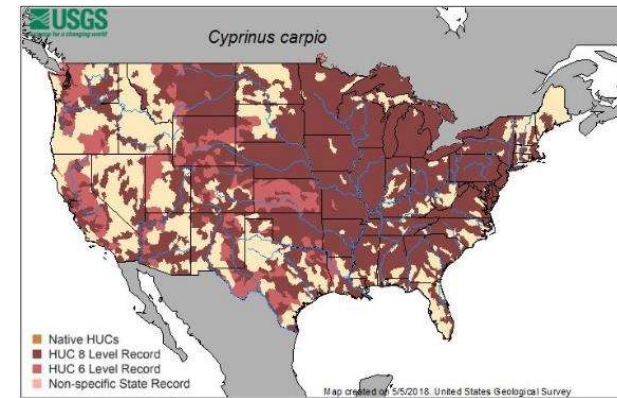 USGS
science for a changing world
Cyprinus carpio
Native HUCs
HUC 8 Level Record
HUC 6 Level Record
Non-specific State Record
Map created on 5/5/2018. United States Geological Survey